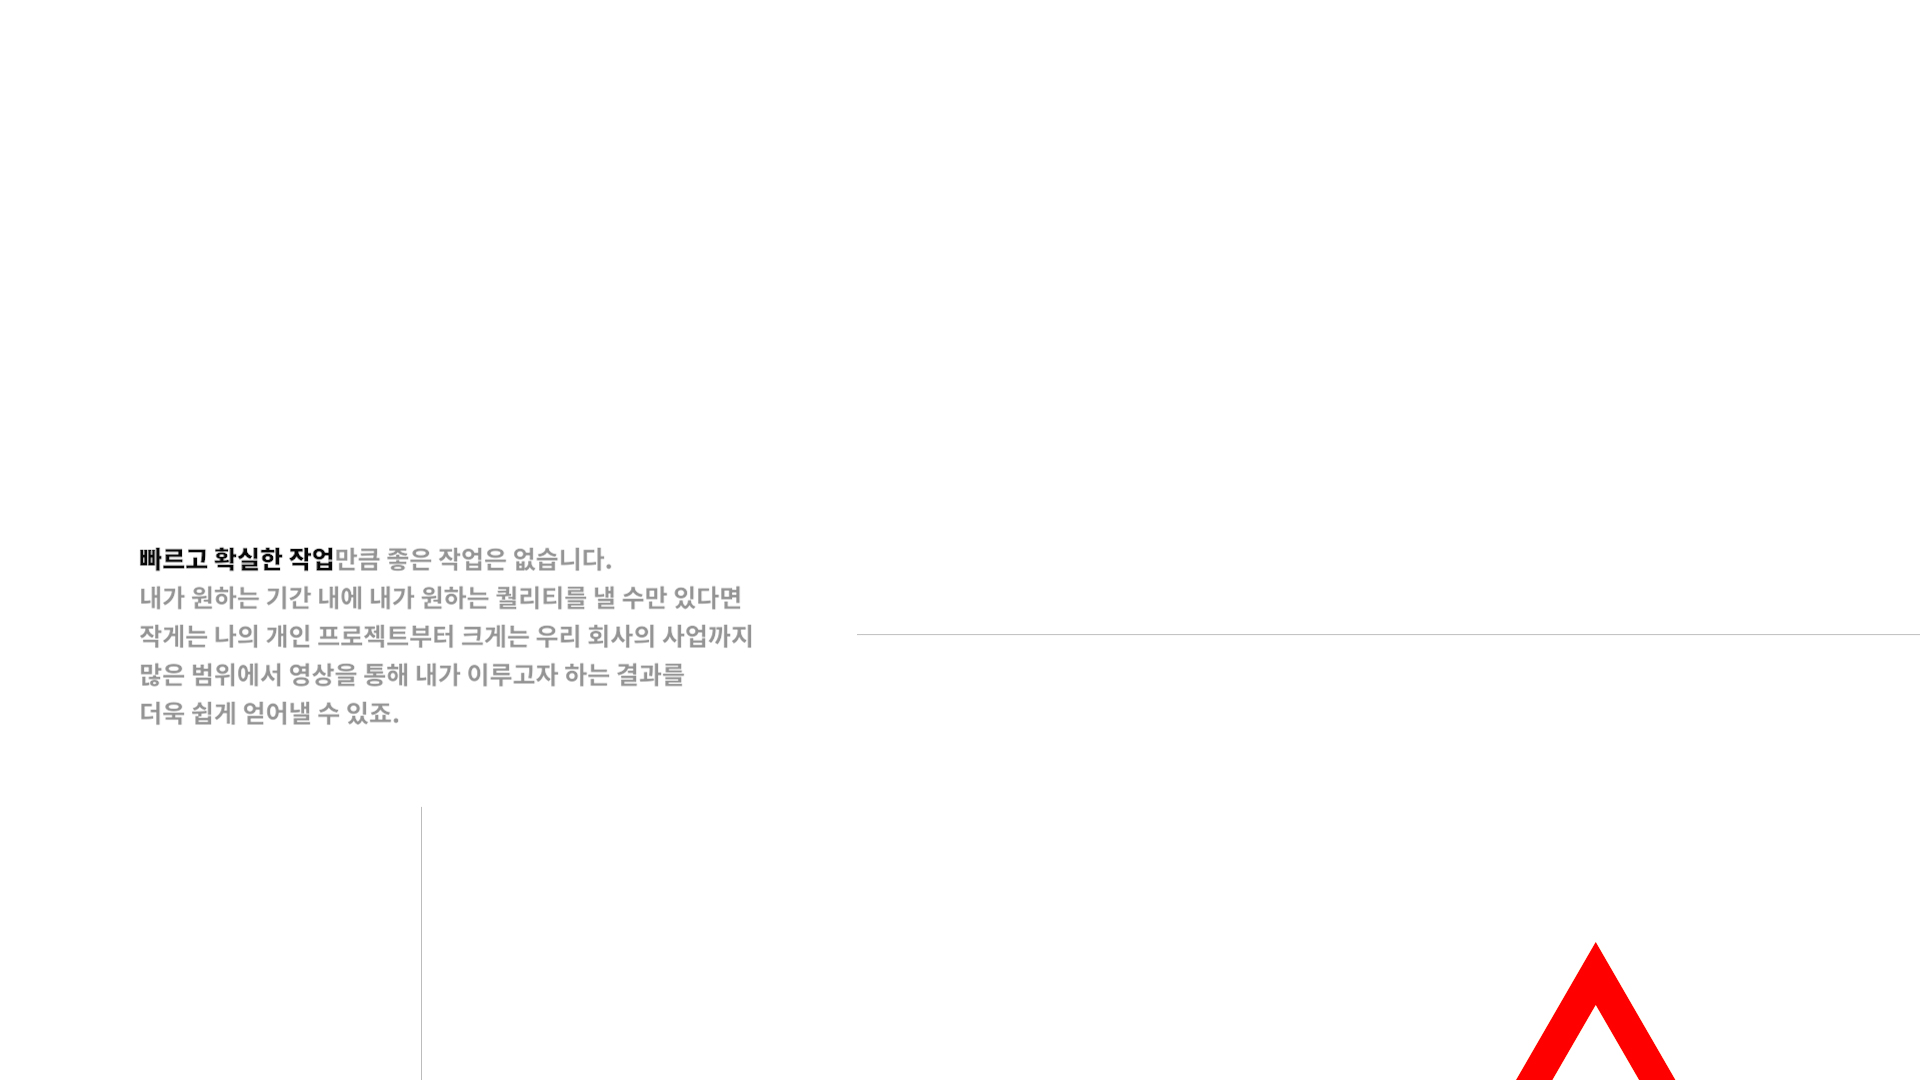 빠르고 확실한 작업만큼 좋은 작업은 없습니다.
내가 원하는 기간 내에 내가 원하는 퀄리티를 낼 수만 있다면
작게는 나의 개인 프로젝트부터 크게는 우리 회사의 사업까지
많은 범위에서 영상을 통해 내가 이루고자 하는 결과를
더욱 쉽게 얻어낼 수 있죠.